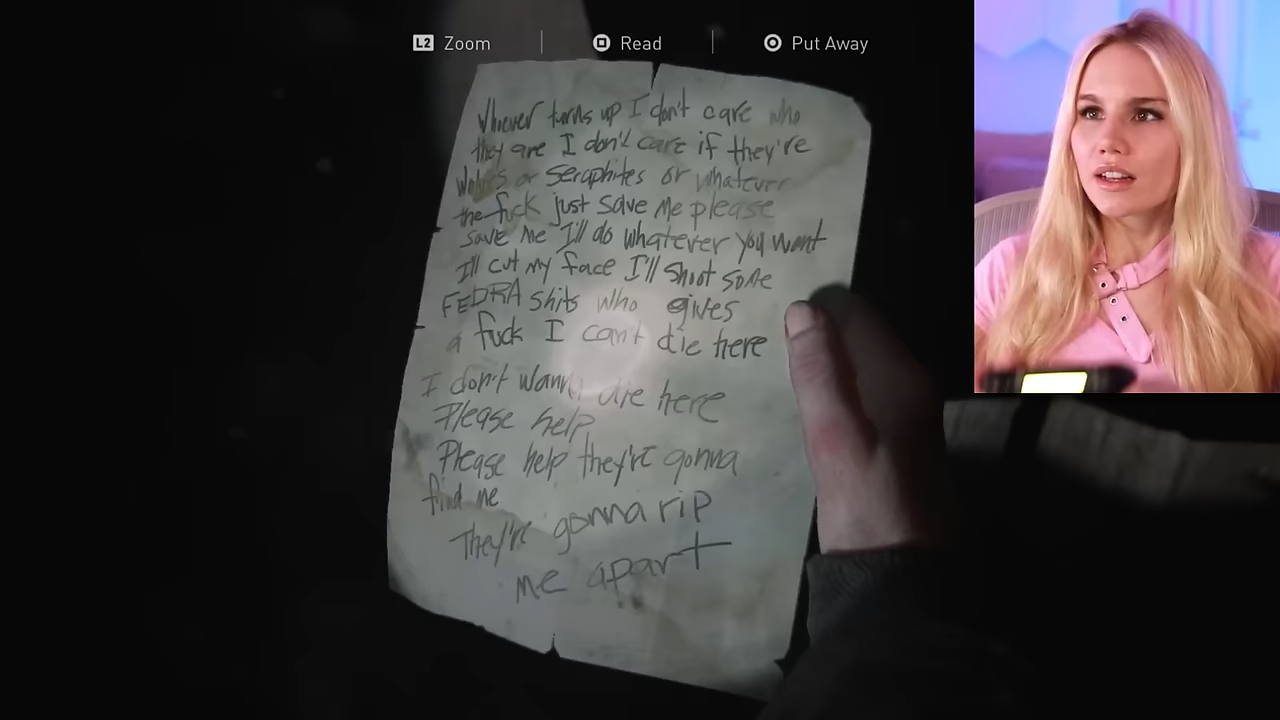 L2 Zoom
Read
Put Away
Whoever turns up I don't care who
they are I don't care if they're
Wolves or Seraphites or whatever
the fuck just save me please
save me I'll do whatever you want
I'll cut my face I'll shoot some
FEDRA shits who gives
a fuck I can't die here
I don't wanna die here
Please help
Please help they're gonna
find me
They're gonna rip
me apart